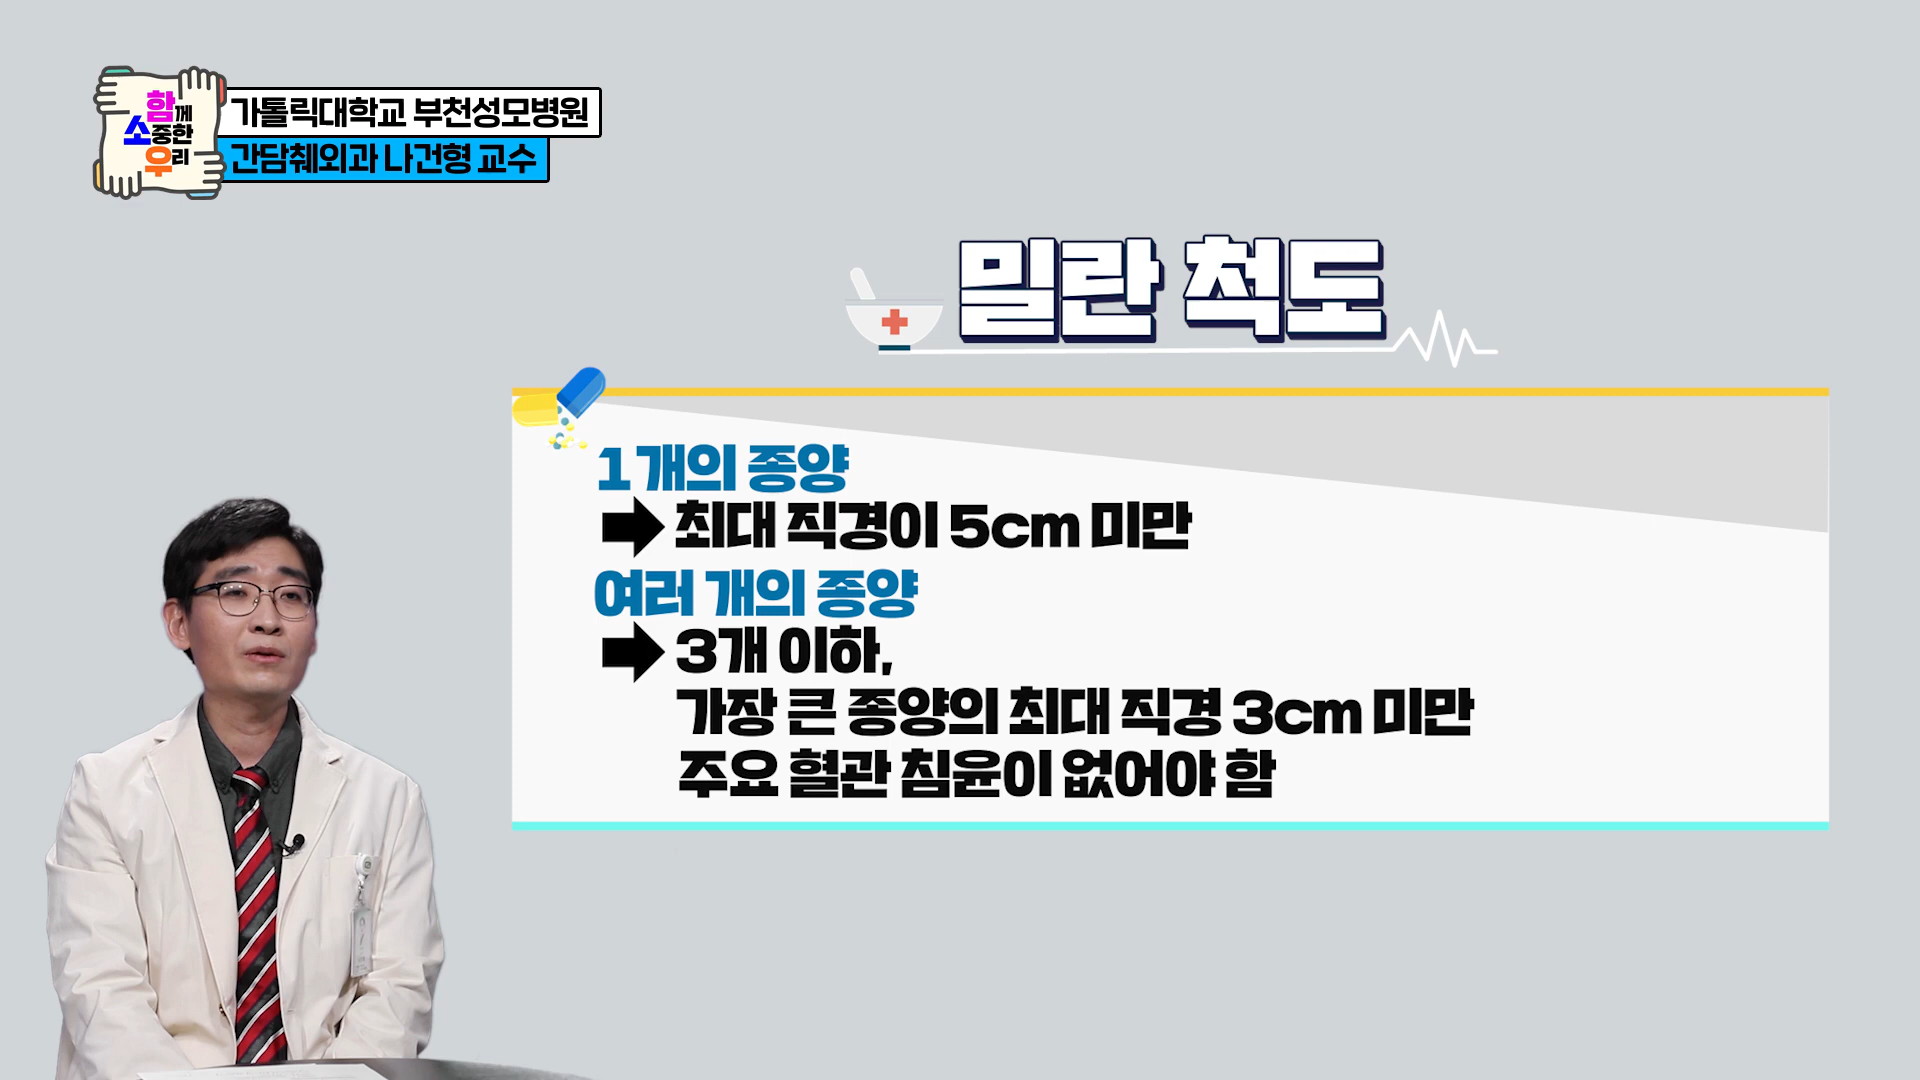 함께
소중한
우리
가톨릭대학교 부천성모병원
간담췌외과 나건형 교수
밀란 척도
1개의 종양
최대 직경이 5cm 미만
여러 개의 종양
3개 이하,
가장 큰 종양의 최대 직경 3cm 미만
주요 혈관 침윤이 없어야 함